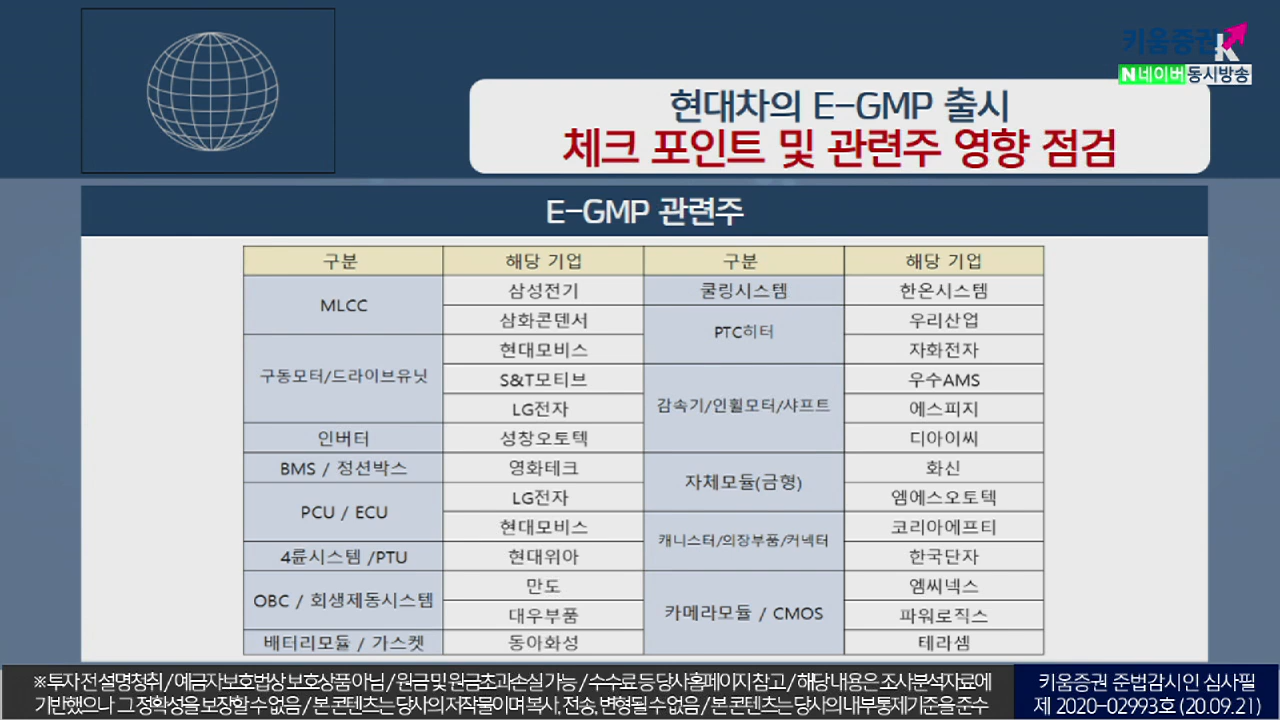 키움증권
N 네이버 동시방송
현대차의 E-GMP 출시
체크 포인트 및 관련주 영향 점검
E-GMP 관련주
구분 해당 기업 구분 해당 기업
MLCC 삼성전기 쿨링시스템 한온시스템
삼화콘덴서 PTC히터 우리산업
구동모터/드라이브유닛 현대모비스 자화전자
S&T모티브 감속기/인휠모터/샤프트 우수AMS
LG전자 에스피지
인버터 성창오토텍 디아이씨
BMS / 정션박스 영화테크 자체모듈(금형) 화신
PCU / ECU LG전자 엠에스오토텍
현대모비스 캐니스터/의장부품/커넥터 코리아에프티
4륜시스템 /PTU 현대위아 한국단자
OBC / 회생제동시스템 만도 카메라모듈 / CMOS 엠씨넥스
대우부품 파워로직스
배터리모듈 / 가스켓 동아화성 테라셈
※ 투자 전 설명청취 / 예금자보호법상 보호상품 아님 / 원금 및 원금초과손실 가능 / 수수료 등 당사홈페이지 참고 / 해당 내용은 조사분석자료에
기반했으나 그 정확성을 보장할 수 없음 / 본 콘텐츠는 당사의 저작물이며 복사, 전송, 변형될 수 없음 / 본 콘텐츠는 당사의 내부통제기준을 준수
키움증권 준법감시인 심사필
제 2020-02993호 (20.09.21)